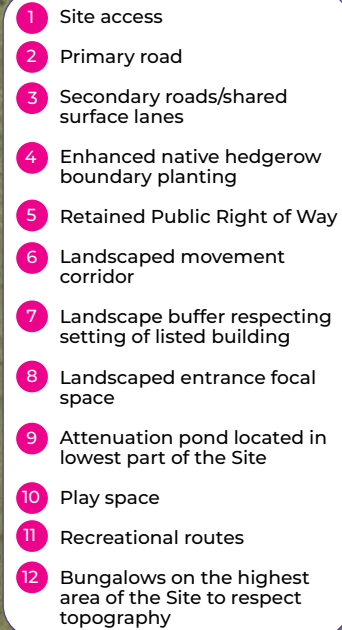 1 Site access
2 Primary road
3 Secondary roads/shared
surface lanes
4 Enhanced native hedgerow
boundary planting
5 Retained Public Right of Way
6 Landscaped movement
corridor
7 Landscape buffer respecting
setting of listed building
8 Landscaped entrance focal
space
9 Attenuation pond located in
lowest part of the Site
10 Play space
11 Recreational routes
12 Bungalows on the highest
area of the Site to respect
topography